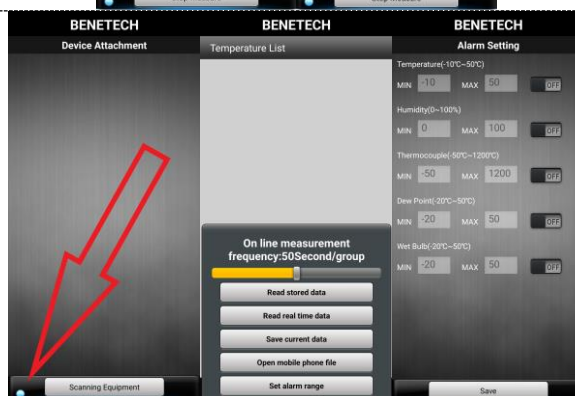 Stop Measure
BENETECH
Device Attachment
Scanning Equipment
BENETECH
Temperature List
On line measurement
frequency:50Second/group
Read stored data
Read real time data
Save current data
Open mobile phone file
Set alarm range
BENETECH
Alarm Setting
Temperature(-10℃~50℃)
MIN -10 MAX 50 OFF
Humidity(0~100%)
MIN 0 MAX 100 OFF
Thermocouple(-50℃~1200℃)
MIN -50 MAX 1200 OFF
Dew Point(-20℃~50℃)
MIN -20 MAX 50 OFF
Wet Bulb(-20℃~50℃)
MIN -20 MAX 50 OFF
Save